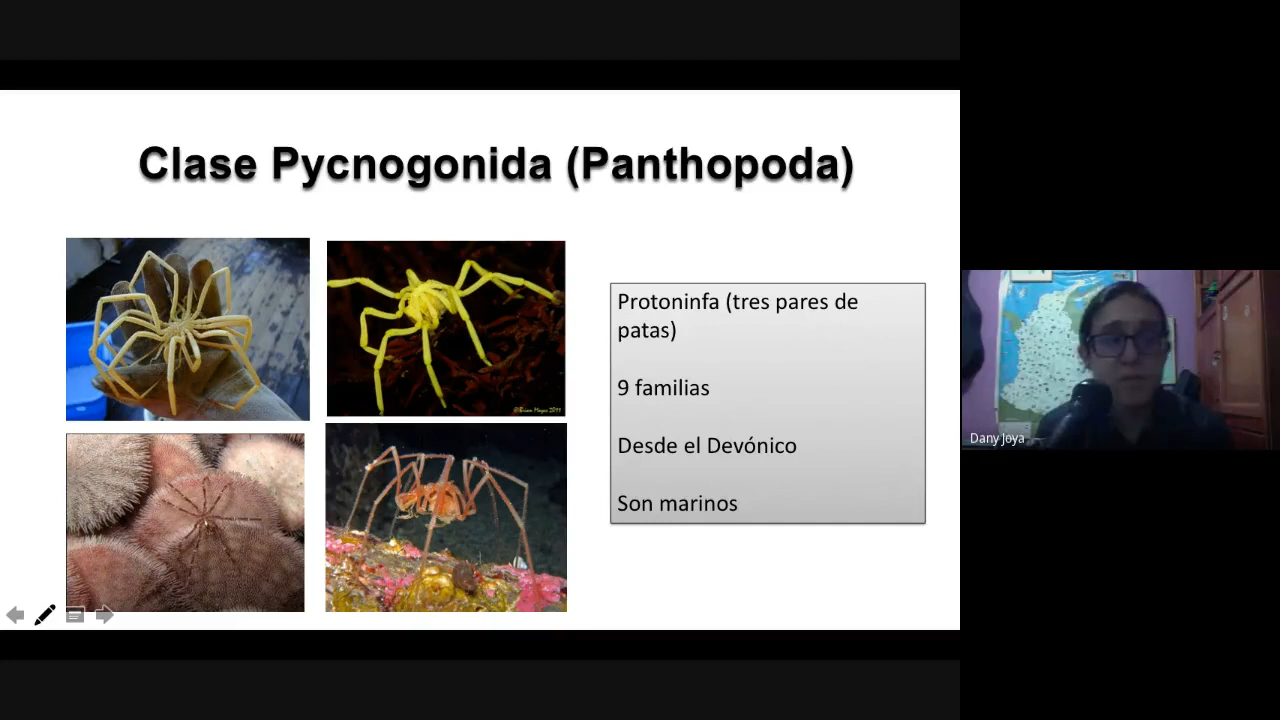 Clase Pycnogonida (Panthopoda)
Protoninfa (tres pares de
patas)
9 familias
Desde el Devónico
Son marinos
Dany Joya